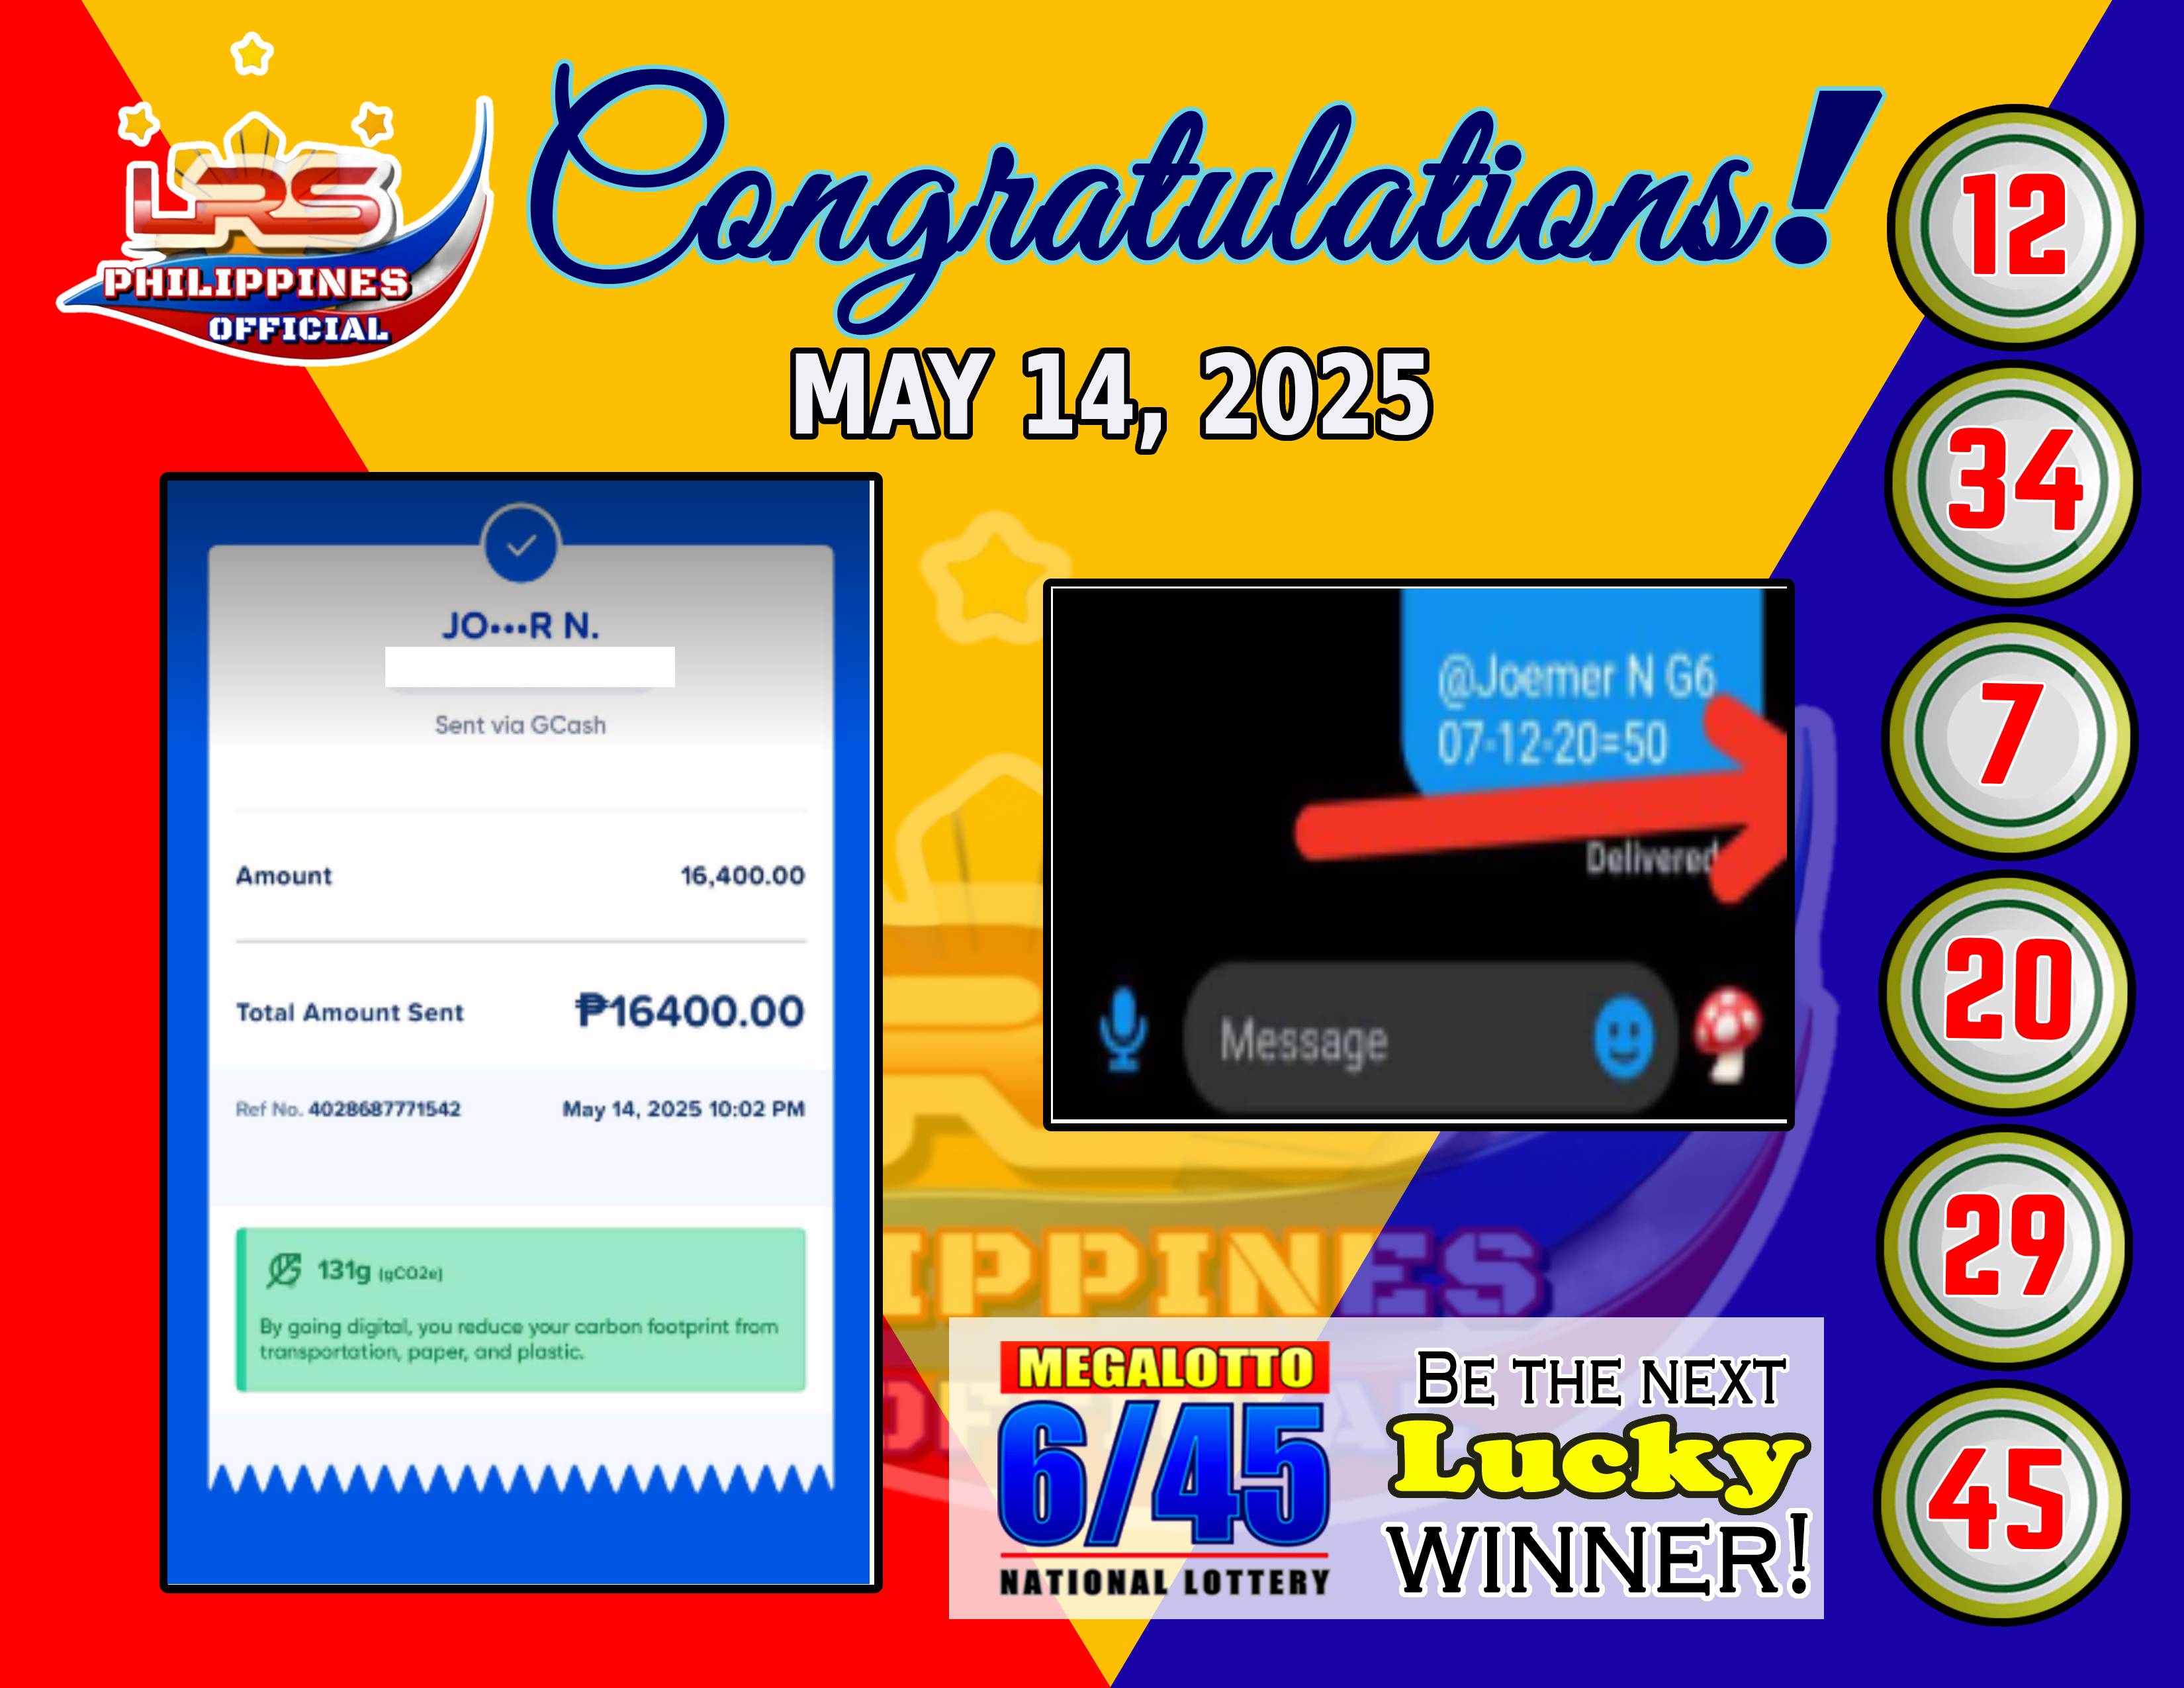 LRS
PHILIPPINES
OFFICIAL
Congratulations!
MAY 14, 2025
JO•••R N.
Sent via GCash
Amount 16,400.00
Total Amount Sent ₱16400.00
Ref No. 4028687771542 May 14, 2025 10:02 PM
131g (gCO2e)
By going digital, you reduce your carbon footprint from
transportation, paper, and plastic.
@Joemer N G6
07-12-20=50
Delivered
Message
IPPINES
MEGALOTTO
6/45
NATIONAL LOTTERY
BE THE NEXT
Lucky
WINNER!
12
34
7
20
29
45